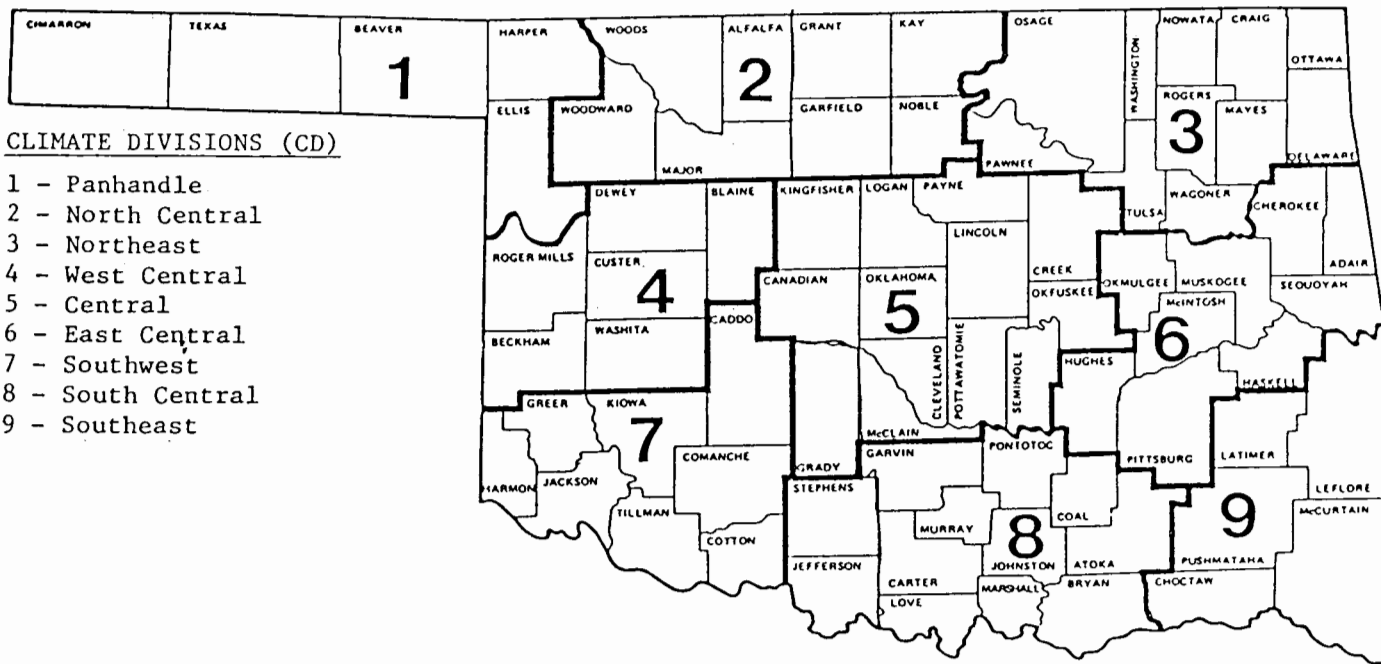 CIMARRON
TEXAS
BEAVER
HARPER
WOODS
ALFALFA
GRANT
KAY
OSAGE
WASHINGTON
NOWATA
CRAIG
OTTAWA
1
2
3
ELLIS
WOODWARD
MAJOR
GARFIELD
NOBLE
PAWNEE
ROGERS
MAYES
DELAWARE
CLIMATE DIVISIONS (CD)
1 - Panhandle
2 - North Central
3 - Northeast
4 - West Central
5 - Central
6 - East Central
7 - Southwest
8 - South Central
9 - Southeast
DEWEY
BLAINE
KINGFISHER
LOGAN
PAYNE
TULSA
WAGONER
CHEROKEE
ROGER MILLS
CUSTER
CANADIAN
OKLAHOMA
LINCOLN
CREEK
OKFUSKEE
OKMULGEE
MUSKOGEE
McINTOSH
SEQUOYAH
ADAIR
4
5
6
BECKHAM
WASHITA
CADDO
CLEVELAND
POTTAWATOMIE
SEMINOLE
HUGHES
HASKELL
GREER
KIOWA
7
COMANCHE
GRADY
McCLAIN
GARVIN
PONTOTOC
PITTSBURG
LATIMER
LEFLORE
HARMON
JACKSON
TILLMAN
COTTON
STEPHENS
JEFFERSON
MURRAY
CARTER
LOVE
8
JOHNSTON
MARSHALL
COAL
ATOKA
BRYAN
9
PUSHMATAHA
CHOCTAW
McCURTAIN